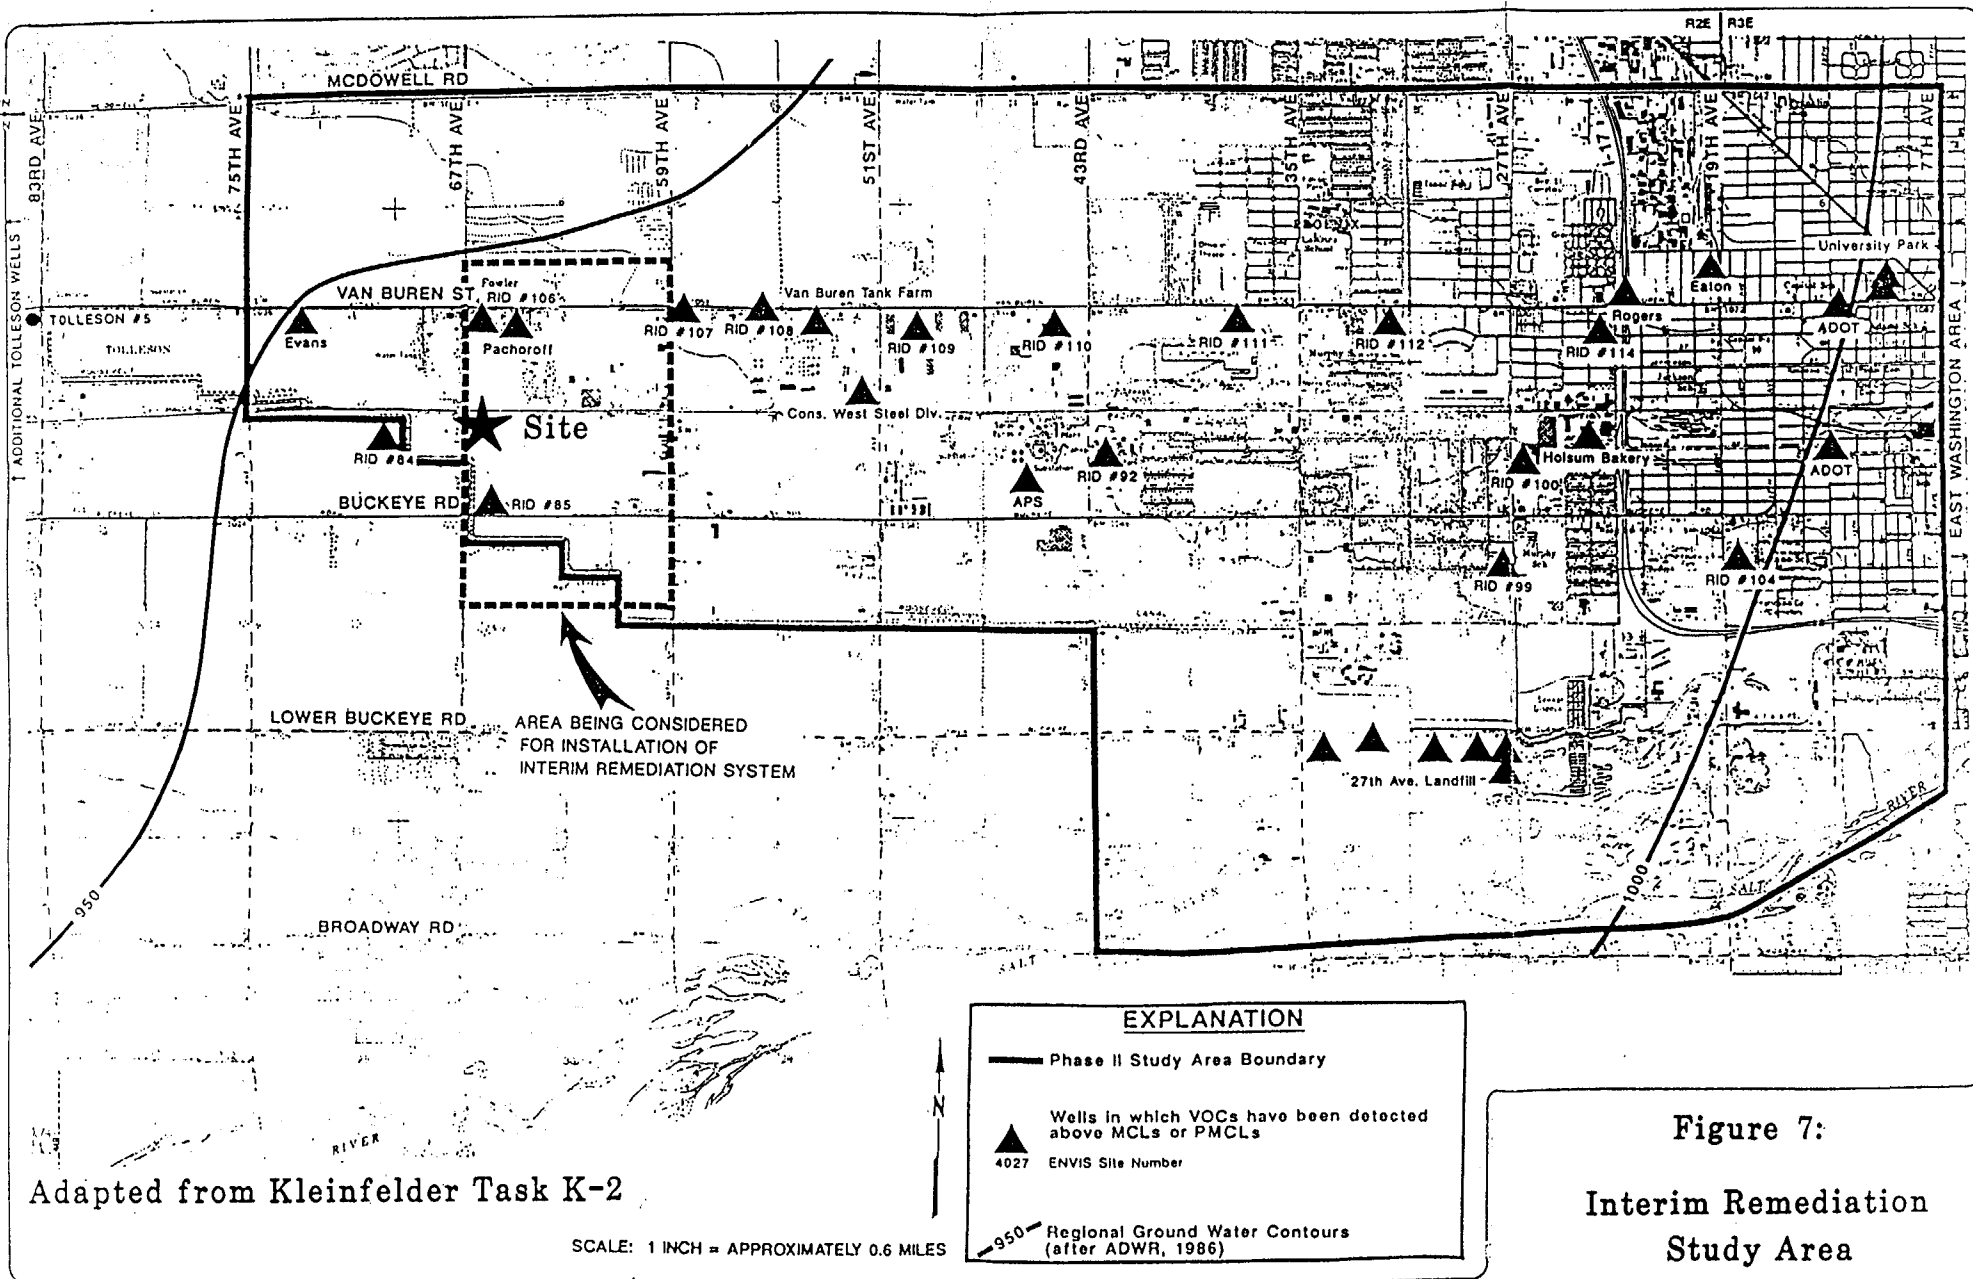 R2E R3E
MCDOWELL RD
83RD AVE
75TH AVE
67TH AVE
59TH AVE
51ST AVE
43RD AVE
35TH AVE
27TH AVE
I-17
19TH AVE
7TH AVE
ADDITIONAL TOLLESON WELLS
EAST WASHINGTON AREA
PHOENIX
University Park
VAN BUREN ST
Fowler
RID #106
Van Buren Tank Farm
Eaton
TOLLESON #5
TOLLESON
Evans
Pachoroff
RID #107
RID #108
RID #109
RID #110
RID #111
RID #112
Rogers
RID #114
ADOT
Cons. West Steel Div.
Site
RID #84
RID #92
APS
Holsum Bakery
RID #100
ADOT
BUCKEYE RD
RID #85
RID #99
RID #104
LOWER BUCKEYE RD
AREA BEING CONSIDERED
FOR INSTALLATION OF
INTERIM REMEDIATION SYSTEM
27th Ave. Landfill
950
1000
SALT
RIVER
BROADWAY RD
SALT
RIVER
RIVER
N
EXPLANATION
Phase II Study Area Boundary
Wells in which VOCs have been detected
above MCLs or PMCLs
4027 ENVIS Site Number
950 Regional Ground Water Contours
(after ADWR, 1986)
Adapted from Kleinfelder Task K-2
SCALE: 1 INCH = APPROXIMATELY 0.6 MILES
Figure 7:
Interim Remediation
Study Area